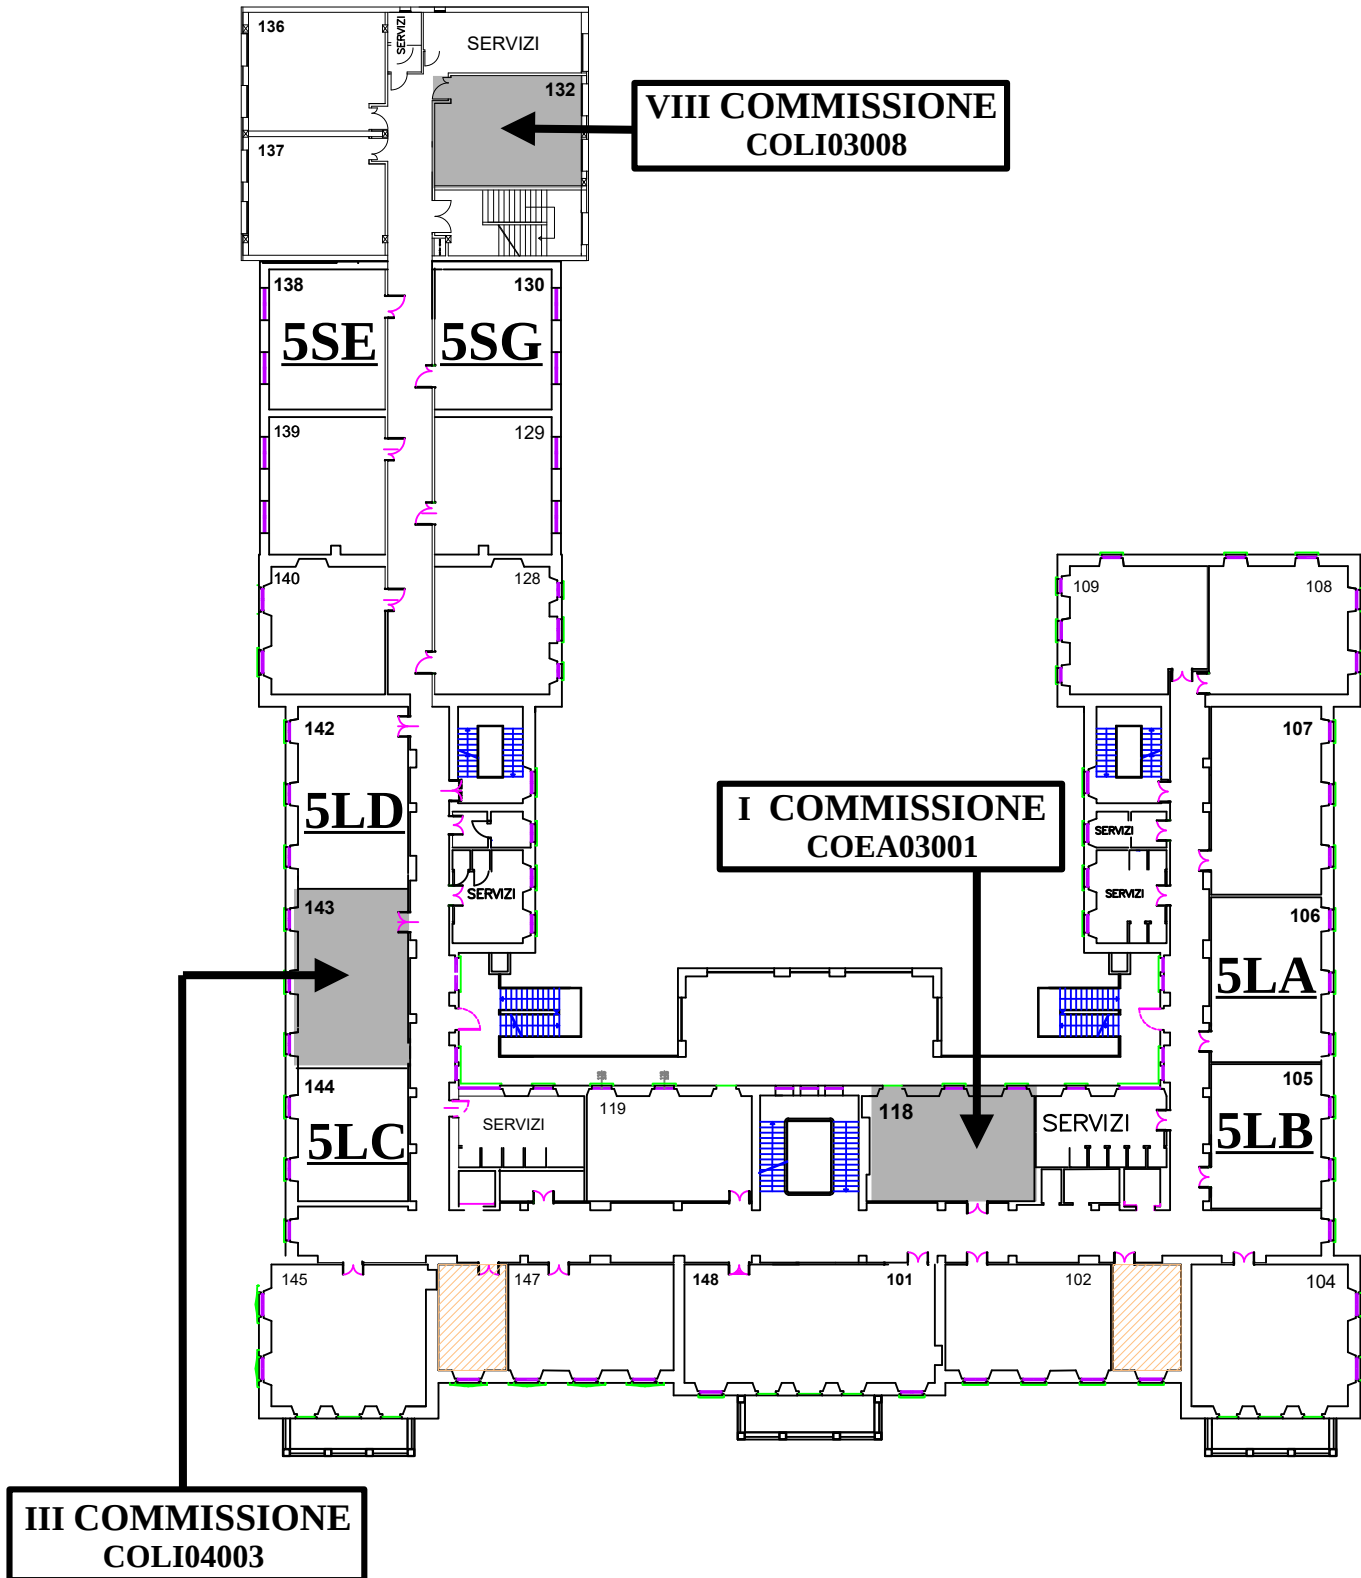 136
SERVIZI
SERVIZI
132
VIII COMMISSIONE
COLI03008
137
138
130
5SE
5SG
139
129
140
128
109
108
142
107
I COMMISSIONE
COEA03001
5LD
SERVIZI
SERVIZI
SERVIZI
143
106
5LA
144
105
119
118
SERVIZI
SERVIZI
5LC
5LB
145
147
148
101
102
104
III COMMISSIONE
COLI04003